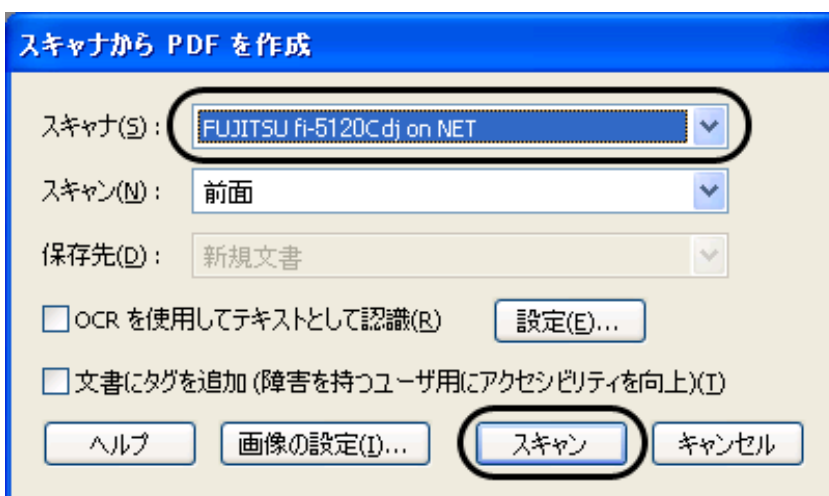 スキャナから PDF を作成
スキャナ(S)： FUJITSU fi-5120Cdj on NET
スキャン(N)： 前面
保存先(D)： 新規文書
OCR を使用してテキストとして認識(R) 設定(E)...
文書にタグを追加 (障害を持つユーザ用にアクセシビリティを向上)(T)
ヘルプ 画像の設定(I)... スキャン キャンセル